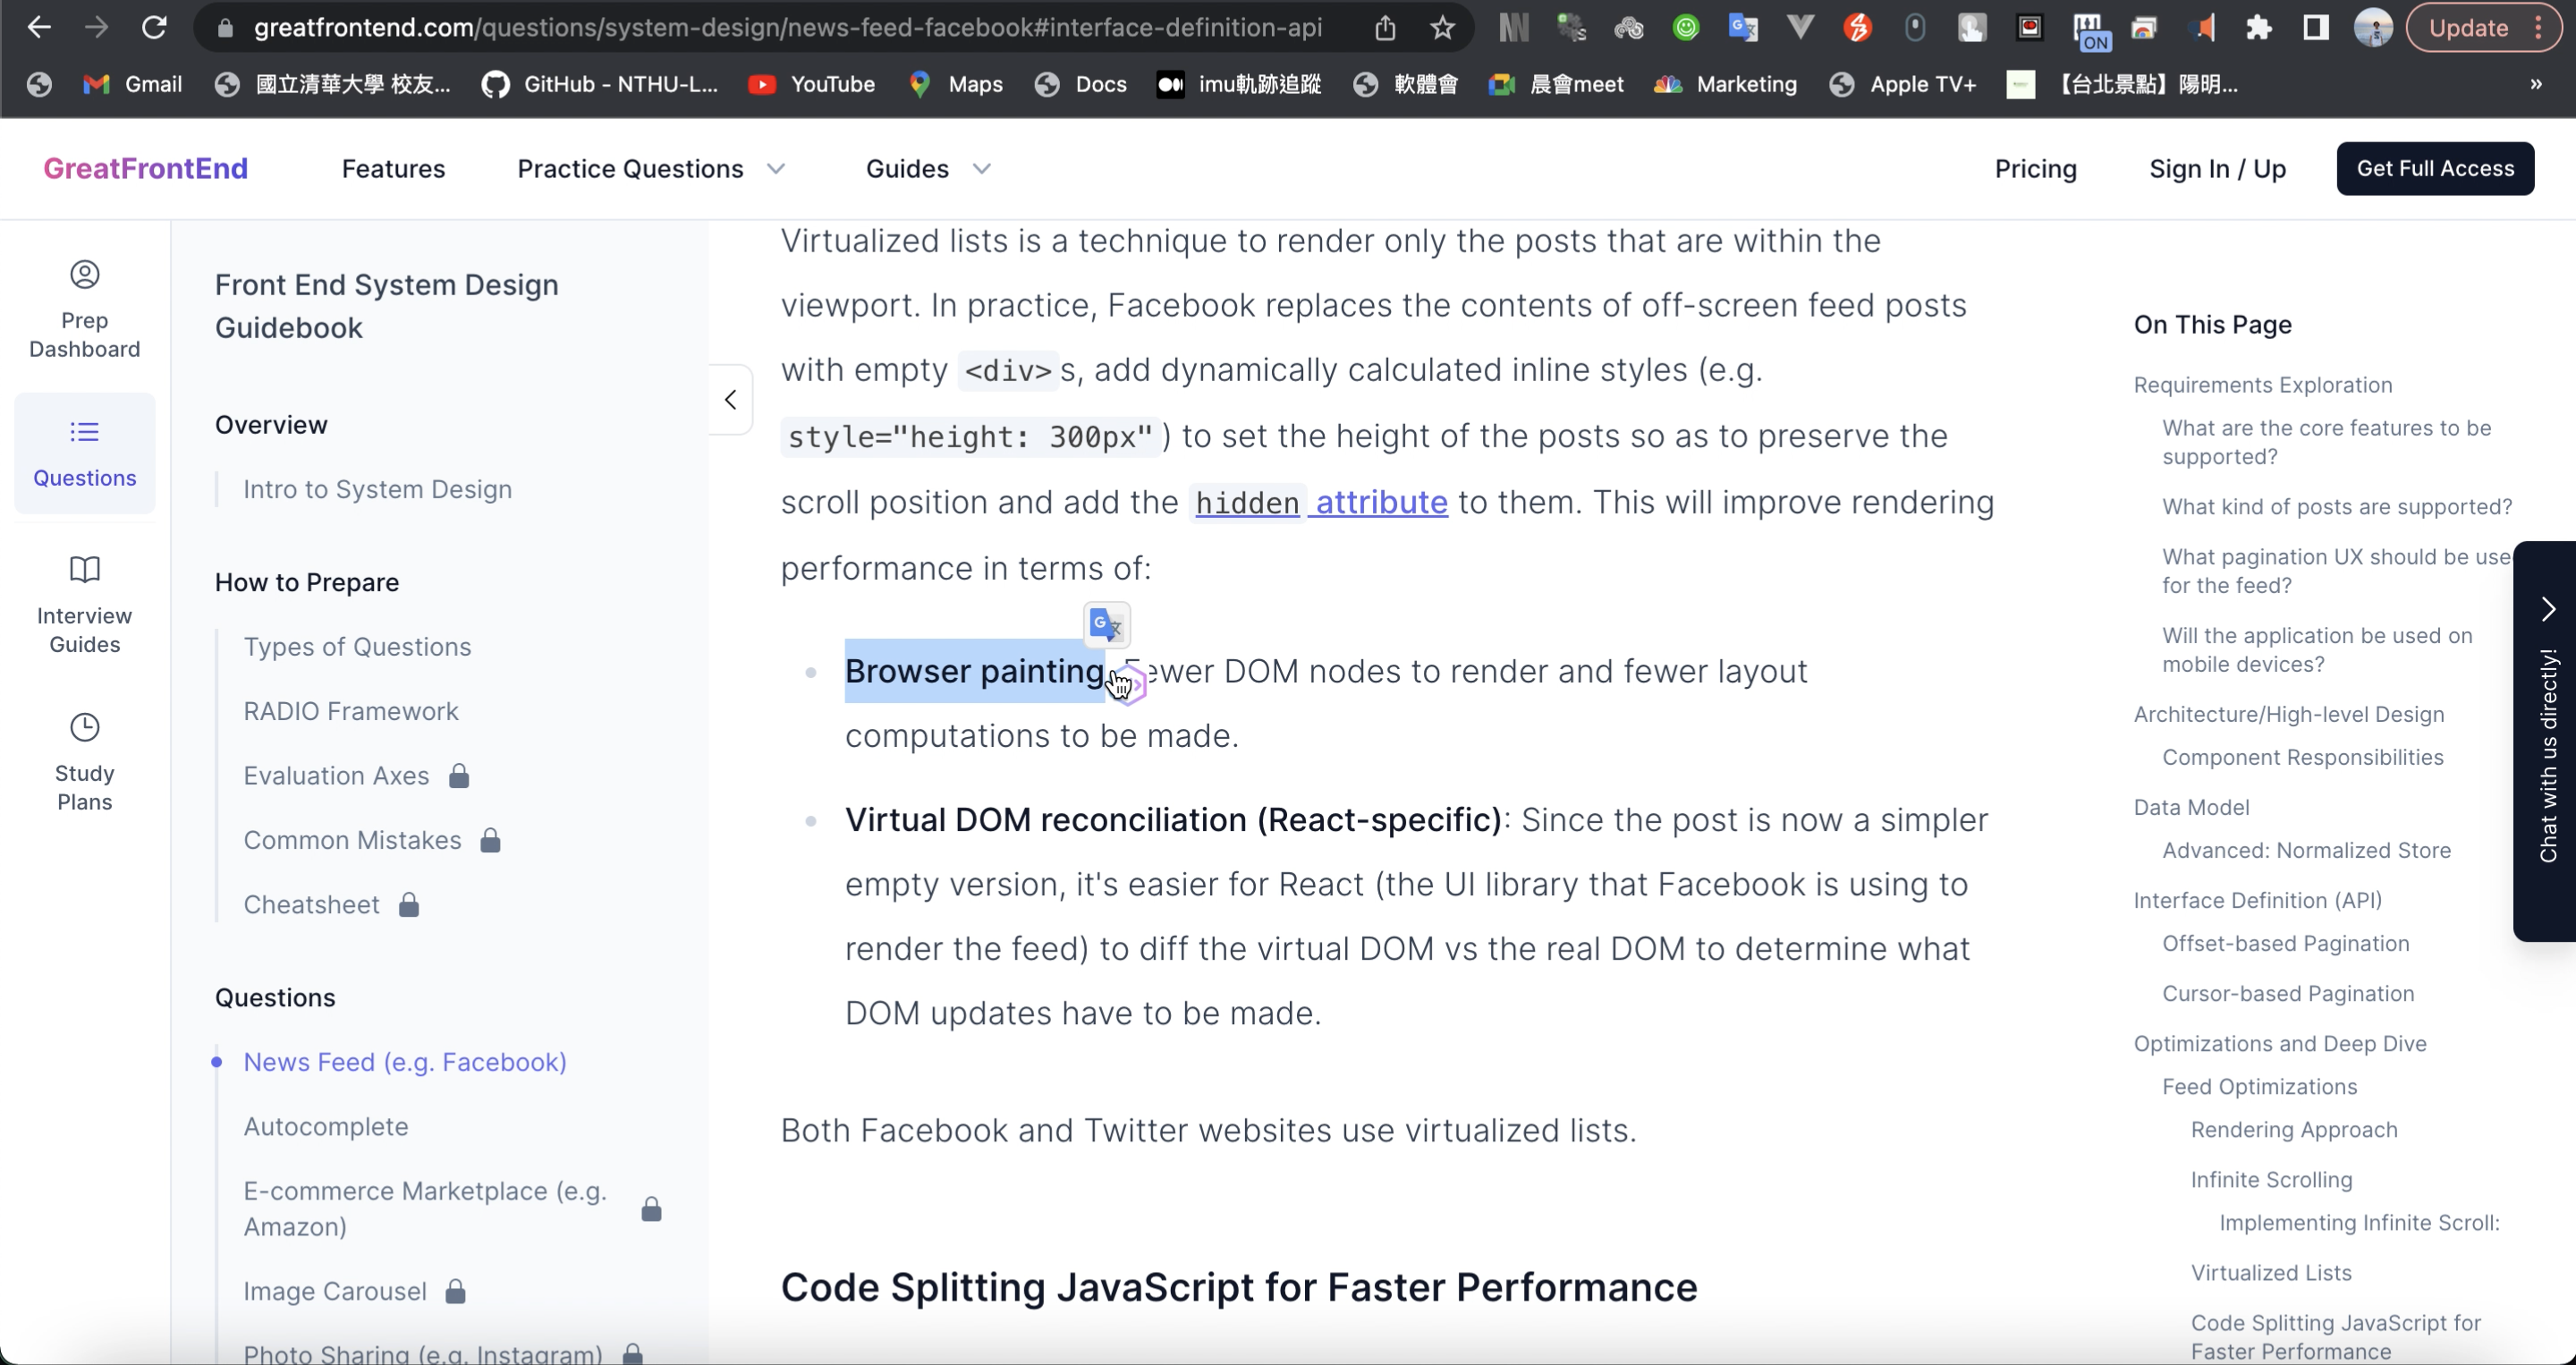 greatfrontend.com/questions/system-design/news-feed-facebook#interface-definition-api
ON
Update
Gmail
國立清華大學 校友...
GitHub - NTHU-L...
YouTube
Maps
Docs
imu軌跡追蹤
軟體會
晨會meet
Marketing
Apple TV+
【台北景點】陽明...
»
GreatFrontEnd
Features
Practice Questions
Guides
Pricing
Sign In / Up
Get Full Access
Prep
Dashboard
Questions
Interview
Guides
Study
Plans
Front End System Design
Guidebook
Overview
Intro to System Design
How to Prepare
Types of Questions
RADIO Framework
Evaluation Axes
Common Mistakes
Cheatsheet
Questions
News Feed (e.g. Facebook)
Autocomplete
E-commerce Marketplace (e.g.
Amazon)
Image Carousel
Photo Sharing (e.g. Instagram)
Virtualized lists is a technique to render only the posts that are within the
viewport. In practice, Facebook replaces the contents of off-screen feed posts
with empty <div>s, add dynamically calculated inline styles (e.g.
style="height: 300px") to set the height of the posts so as to preserve the
scroll position and add the hidden attribute to them. This will improve rendering
performance in terms of:
Browser painting Fewer DOM nodes to render and fewer layout
computations to be made.
Virtual DOM reconciliation (React-specific): Since the post is now a simpler
empty version, it's easier for React (the UI library that Facebook is using to
render the feed) to diff the virtual DOM vs the real DOM to determine what
DOM updates have to be made.
Both Facebook and Twitter websites use virtualized lists.
Code Splitting JavaScript for Faster Performance
On This Page
Requirements Exploration
What are the core features to be
supported?
What kind of posts are supported?
What pagination UX should be use
for the feed?
Will the application be used on
mobile devices?
Architecture/High-level Design
Component Responsibilities
Data Model
Advanced: Normalized Store
Interface Definition (API)
Offset-based Pagination
Cursor-based Pagination
Optimizations and Deep Dive
Feed Optimizations
Rendering Approach
Infinite Scrolling
Implementing Infinite Scroll:
Virtualized Lists
Code Splitting JavaScript for
Faster Performance
Chat with us directly!